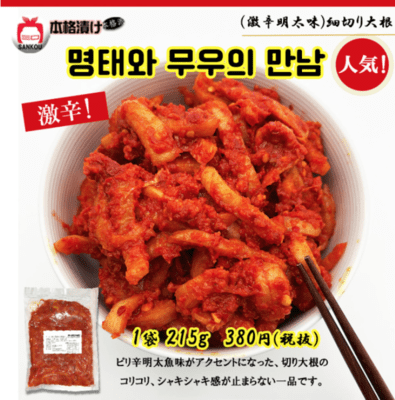 SANKOU
本格漬け
(激辛明太味)細切り大根
명태와 무우의 만남
人気!
激辛!
1袋 215g 380円(税抜)
ピリ辛明太魚味がアクセントになった、切り大根の
コリコリ、シャキシャキ感が止まらない一品です。